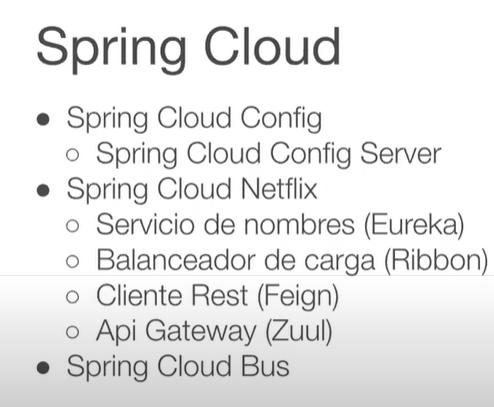 Spring Cloud
● Spring Cloud Config
○ Spring Cloud Config Server
● Spring Cloud Netflix
○ Servicio de nombres (Eureka)
○ Balanceador de carga (Ribbon)
○ Cliente Rest (Feign)
○ Api Gateway (Zuul)
● Spring Cloud Bus